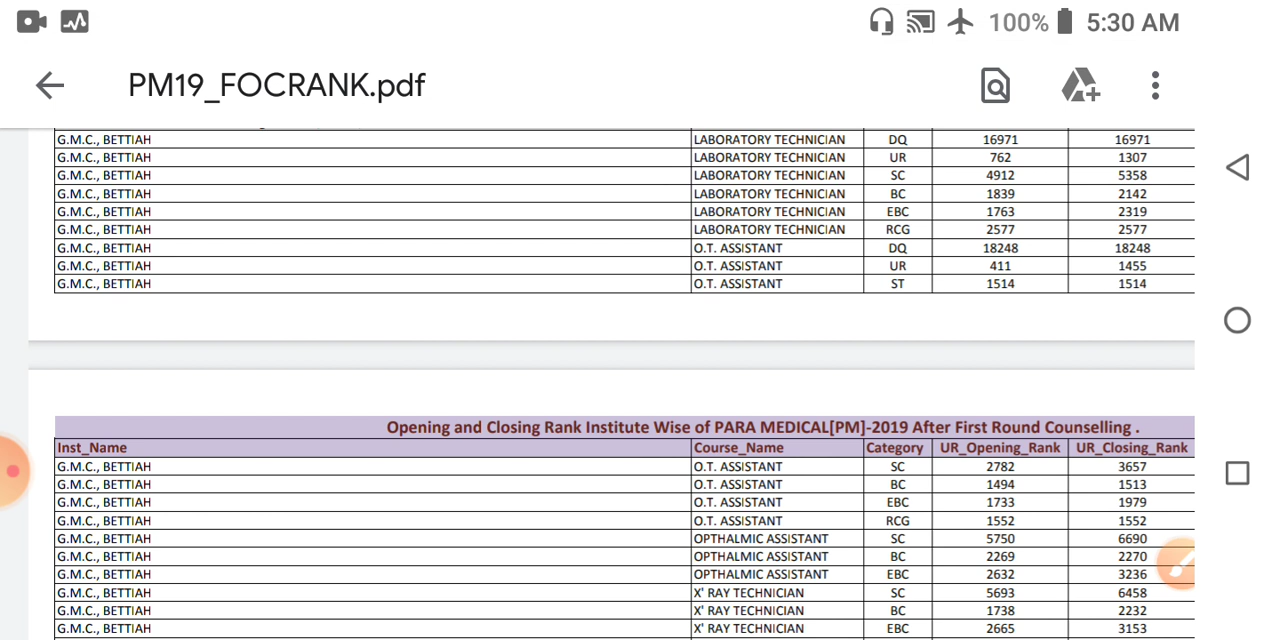 100% 5:30 AM
PM19_FOCRANK.pdf
G.M.C., BETTIAH LABORATORY TECHNICIAN DQ 16971 16971
G.M.C., BETTIAH LABORATORY TECHNICIAN UR 762 1307
G.M.C., BETTIAH LABORATORY TECHNICIAN SC 4912 5358
G.M.C., BETTIAH LABORATORY TECHNICIAN BC 1839 2142
G.M.C., BETTIAH LABORATORY TECHNICIAN EBC 1763 2319
G.M.C., BETTIAH LABORATORY TECHNICIAN RCG 2577 2577
G.M.C., BETTIAH O.T. ASSISTANT DQ 18248 18248
G.M.C., BETTIAH O.T. ASSISTANT UR 411 1455
G.M.C., BETTIAH O.T. ASSISTANT ST 1514 1514
Opening and Closing Rank Institute Wise of PARA MEDICAL[PM]-2019 After First Round Counselling .
Inst_Name Course_Name Category UR_Opening_Rank UR_Closing_Rank
G.M.C., BETTIAH O.T. ASSISTANT SC 2782 3657
G.M.C., BETTIAH O.T. ASSISTANT BC 1494 1513
G.M.C., BETTIAH O.T. ASSISTANT EBC 1733 1979
G.M.C., BETTIAH O.T. ASSISTANT RCG 1552 1552
G.M.C., BETTIAH OPTHALMIC ASSISTANT SC 5750 6690
G.M.C., BETTIAH OPTHALMIC ASSISTANT BC 2269 2270
G.M.C., BETTIAH OPTHALMIC ASSISTANT EBC 2632 3236
G.M.C., BETTIAH X' RAY TECHNICIAN SC 5693 6458
G.M.C., BETTIAH X' RAY TECHNICIAN BC 1738 2232
G.M.C., BETTIAH X' RAY TECHNICIAN EBC 2665 3153